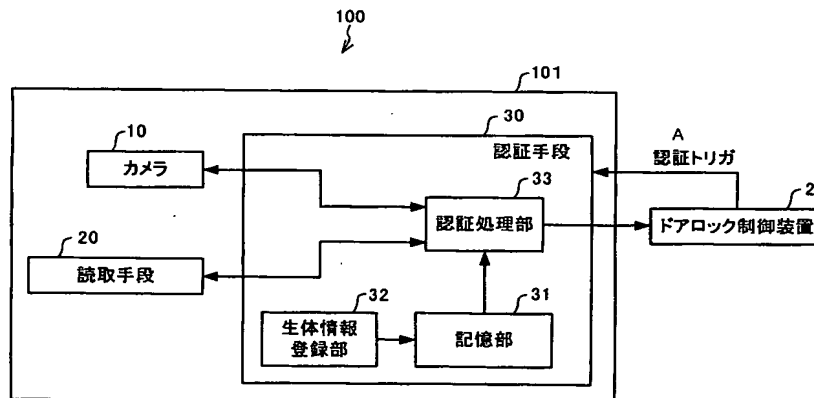 100
101
10
カメラ
30
認証手段
A
認証トリガ
33
認証処理部
2
ドアロック制御装置
20
読取手段
32
生体情報
登録部
31
記憶部